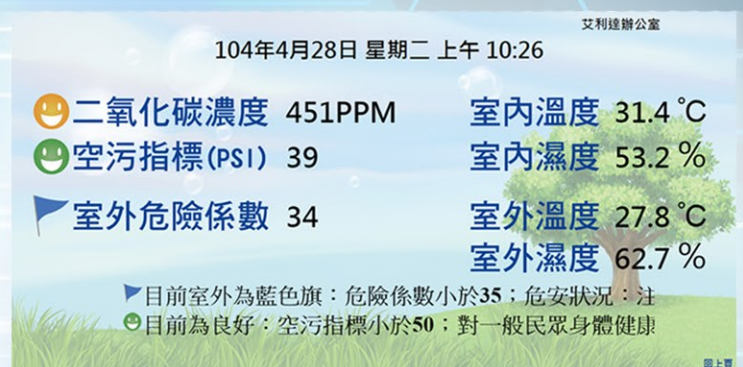 艾利達辦公室
104年4月28日 星期二 上午 10:26
二氧化碳濃度 451PPM 室內溫度 31.4 ℃
空污指標(PSI) 39 室內濕度 53.2 %
室外危險係數 34 室外溫度 27.8 ℃
室外濕度 62.7 %
目前室外為藍色旗：危險係數小於35；危安狀況：注
目前為良好：空污指標小於50；對一般民眾身體健康
回上頁